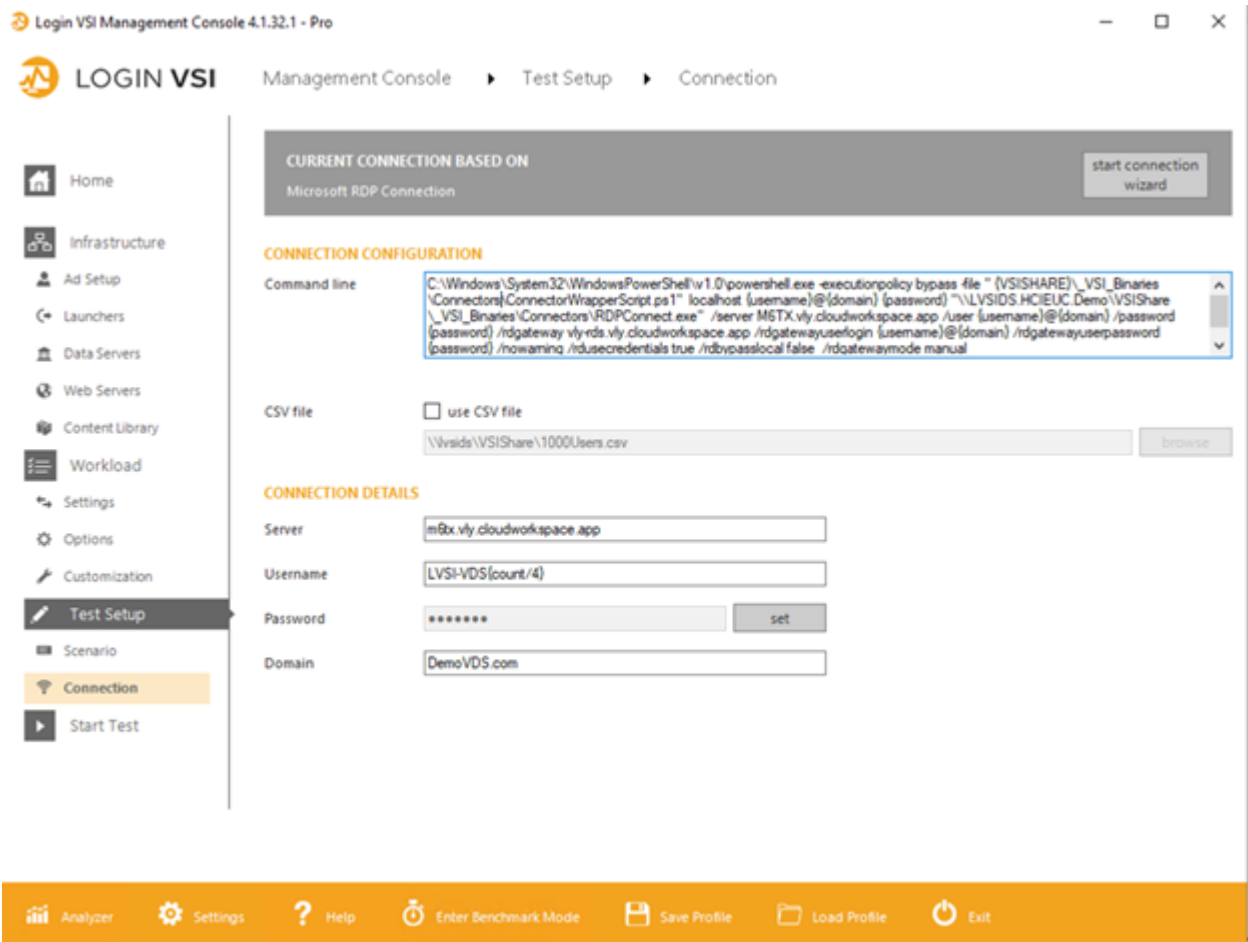 Login VSI Management Console 4.1.32.1 - Pro
LOGIN VSI
Management Console ▸ Test Setup ▸ Connection
Home
Infrastructure
Ad Setup
Launchers
Data Servers
Web Servers
Content Library
Workload
Settings
Options
Customization
Test Setup
Scenario
Connection
Start Test
CURRENT CONNECTION BASED ON
Microsoft RDP Connection
start connection
wizard
CONNECTION CONFIGURATION
Command line
C:\Windows\System32\WindowsPowerShell\v1.0\powershell.exe -executionpolicy bypass -file " {VSISHARE}\_VSI_Binaries
\Connectors\ConnectorWrapperScript.ps1" localhost {username}@{domain} {password} "\\LVSIDS.HCIEUC.Demo\VSIShare
\_VSI_Binaries\Connectors\RDPConnect.exe" /server M6TX.vly.cloudworkspace.app /user {username}@{domain} /password
{password} /rdgateway vly-rds.vly.cloudworkspace.app /rdgatewayuserlogin {username}@{domain} /rdgatewayuserpassword
{password} /nowarning /rdusecredentials true /rdbypasslocal false /rdgatewaymode manual
CSV file
use CSV file
\\lvsids\VSIShare\1000Users.csv
browse
CONNECTION DETAILS
Server
m6tx.vly.cloudworkspace.app
Username
LVSI-VDS{count/4}
Password
•••••••
set
Domain
DemoVDS.com
Analyzer
Settings
Help
Enter Benchmark Mode
Save Profile
Load Profile
Exit